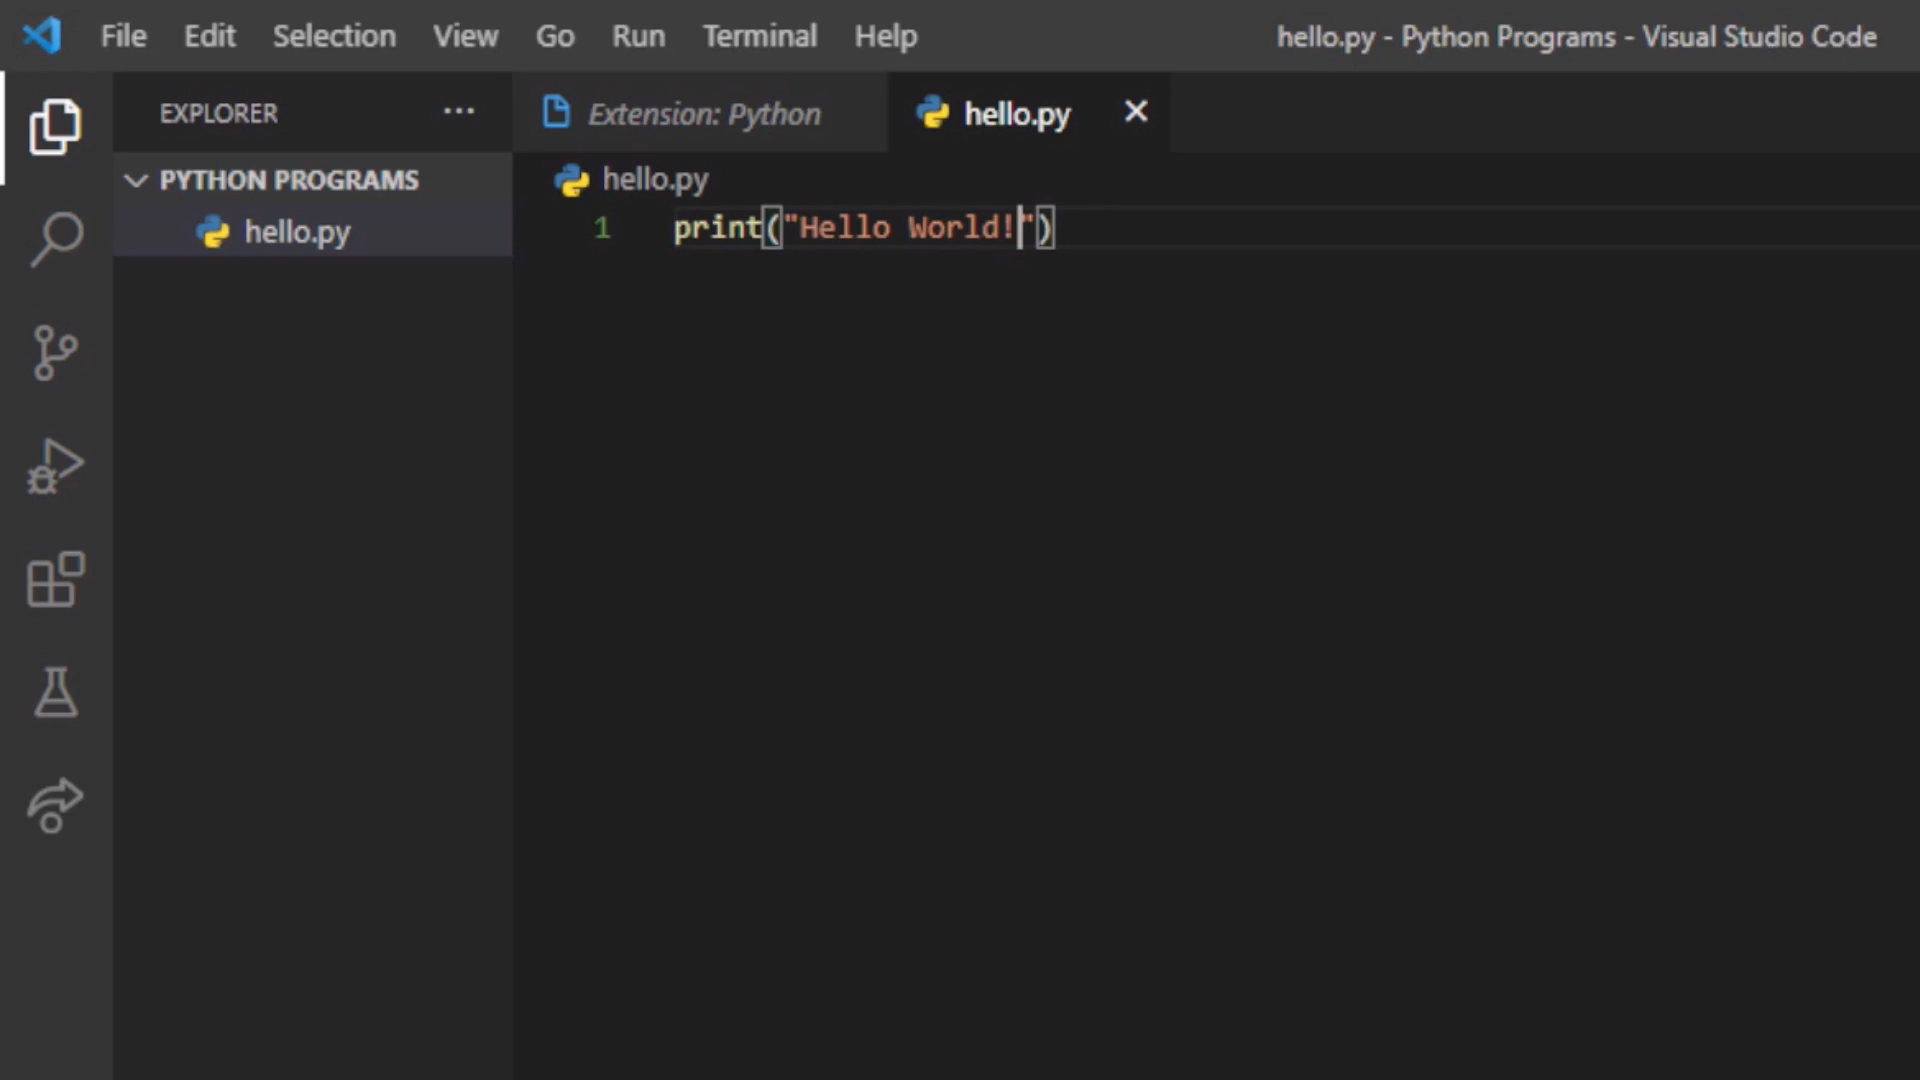 File Edit Selection View Go Run Terminal Help hello.py - Python Programs - Visual Studio Code
EXPLORER ··· Extension: Python hello.py
PYTHON PROGRAMS hello.py
hello.py 1 print("Hello World!")